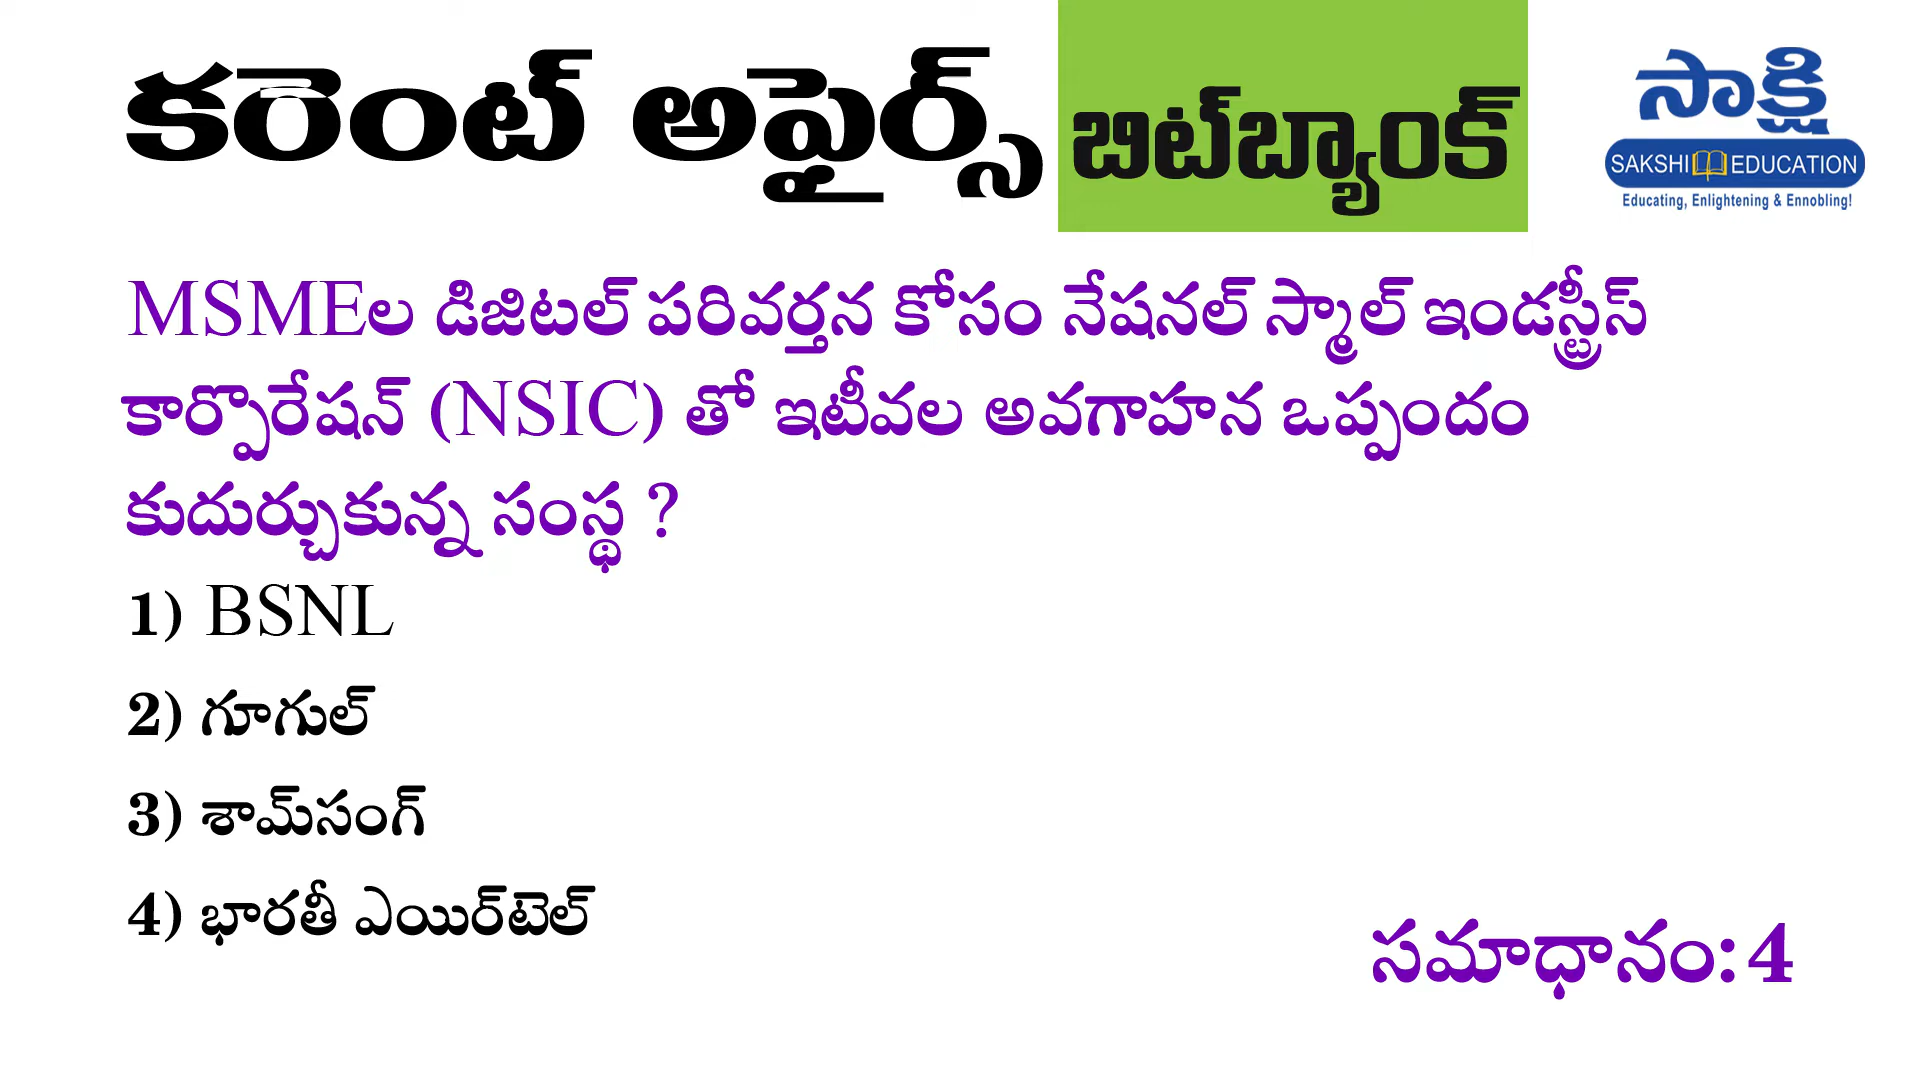 కరెంట్ అఫైర్స్ బిట్‌బ్యాంక్
సాక్షి
SAKSHI EDUCATION
Educating, Enlightening & Ennobling!
MSMEల డిజిటల్ పరివర్తన కోసం నేషనల్ స్మాల్ ఇండస్ట్రీస్
కార్పొరేషన్ (NSIC) తో ఇటీవల అవగాహన ఒప్పందం
కుదుర్చుకున్న సంస్థ ?
1) BSNL
2) గూగుల్
3) శామ్‌సంగ్
4) భారతీ ఎయిర్‌టెల్
సమాధానం:4